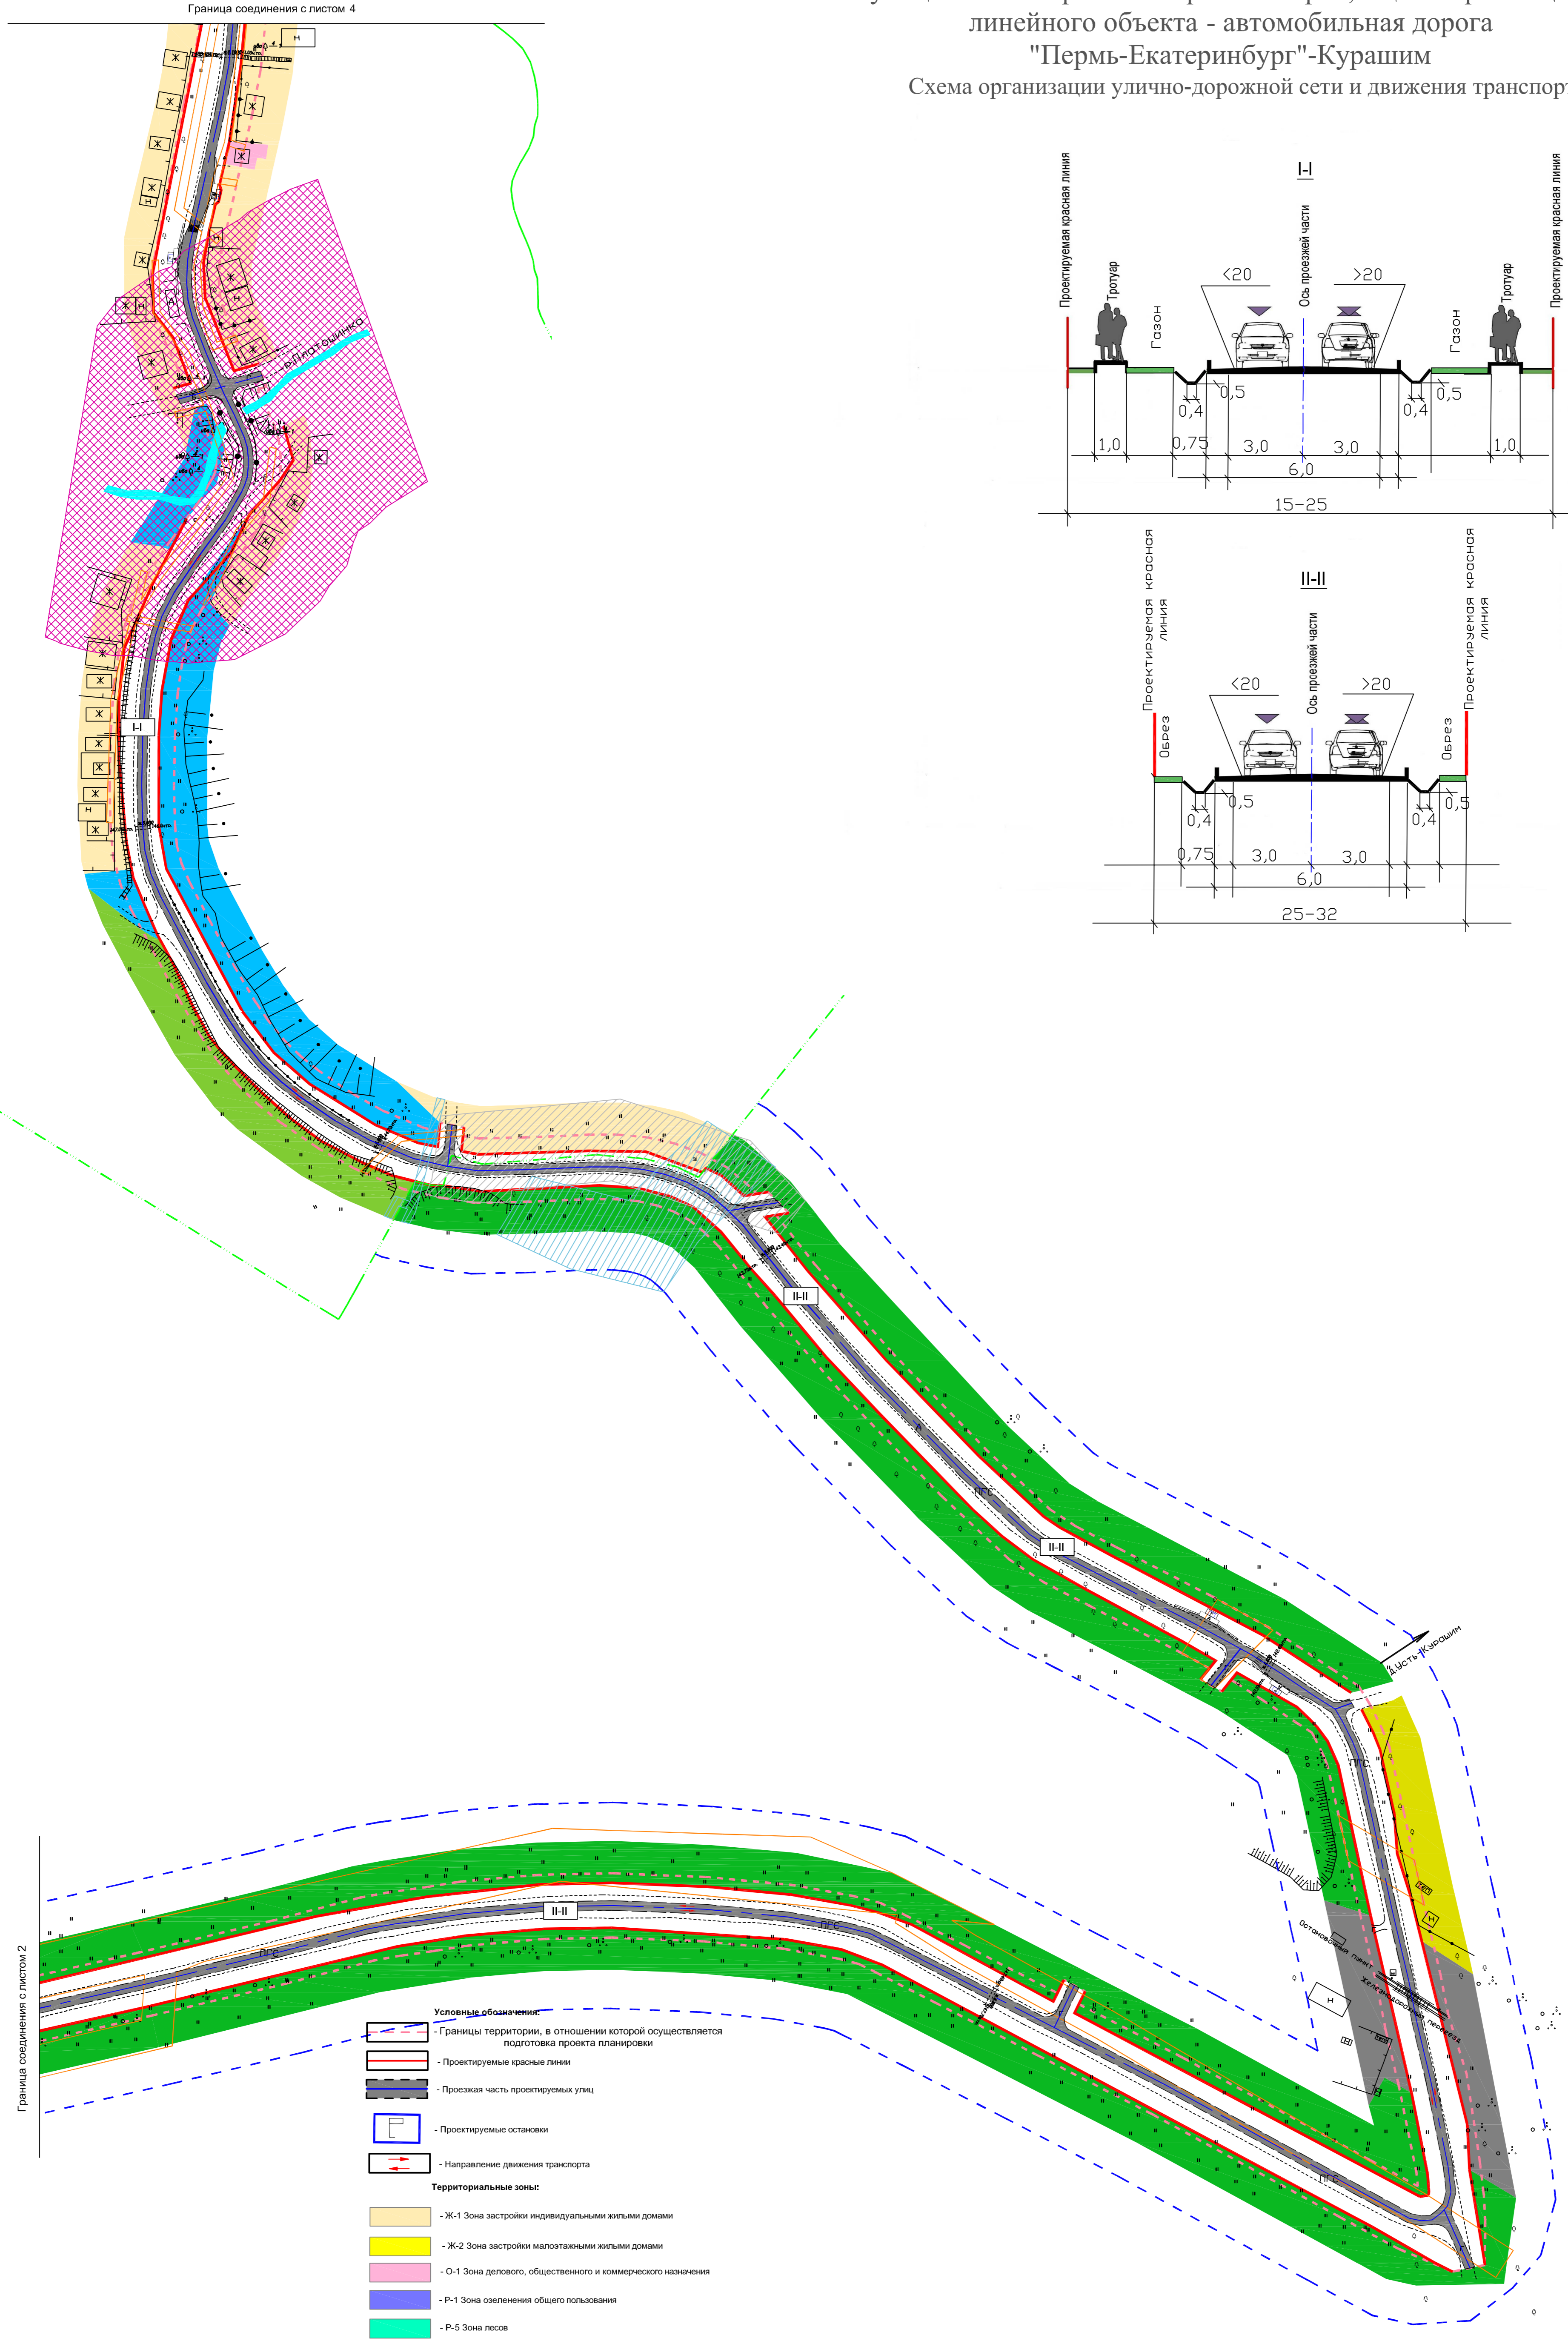 Граница соединения с листом 4
линейного объекта - автомобильная дорога
"Пермь-Екатеринбург"-Курашим
Схема организации улично-дорожной сети и движения
I-I
Проектируемая красная линия
Тротуар
Газон
<20
Ось проезжей части
>20
Газон
Тротуар
Проектируемая красная линия
0,4
0,5
0,4
0,5
1,0
0,75
3,0
3,0
1,0
6,0
15-25
II-II
Проектируемая красная
линия
Обрез
<20
Ось проезжей части
>20
Обрез
Проектируемая красная
линия
0,4
0,5
0,4
0,5
0,75
3,0
3,0
6,0
25-32
р.Платошинка
I-I
II-II
А
ПГС
II-II
д.Усть-Курашим
ПГС
Остановочный пункт
Железнодорожный переезд
II-II
ПГС
ПГС
ПГС
Граница соединения с листом 2
Условные обозначения:
- Границы территории, в отношении которой осуществляется
подготовка проекта планировки
- Проектируемые красные линии
- Проезжая часть проектируемых улиц
- Проектируемые остановки
- Направление движения транспорта
Территориальные зоны:
- Ж-1 Зона застройки индивидуальными жилыми домами
- Ж-2 Зона застройки малоэтажными жилыми домами
- О-1 Зона делового, общественного и коммерческого назначения
- Р-1 Зона озеленения общего пользования
- Р-5 Зона лесов